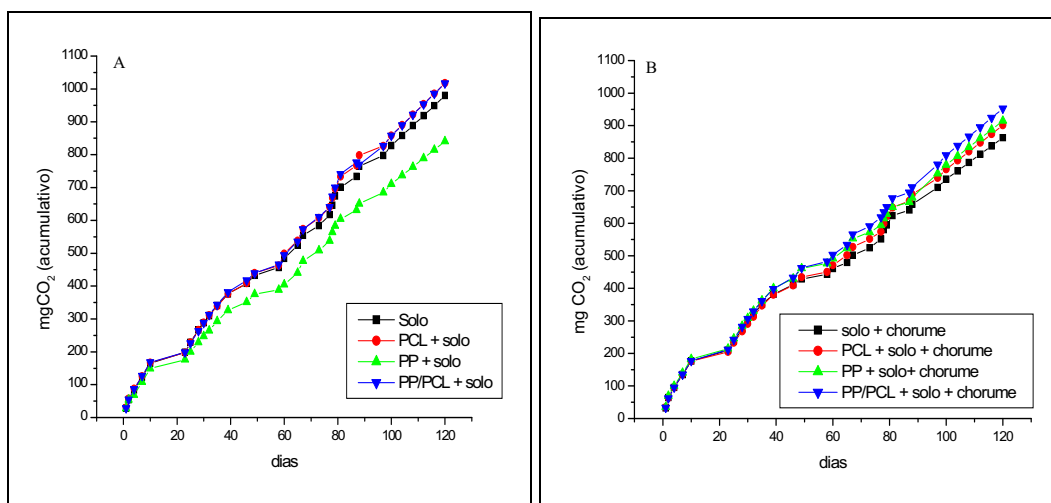 A
mgCO2 (acumulativo)
1100
1000
900
800
700
600
500
400
300
200
100
0
0 20 40 60 80 100 120
dias
Solo
PCL + solo
PP + solo
PP/PCL + solo
B
mg CO2 (acumulativo)
1100
1000
900
800
700
600
500
400
300
200
100
0
0 20 40 60 80 100 120
dias
solo + chorume
PCL + solo + chorume
PP + solo+ chorume
PP/PCL + solo + chorume